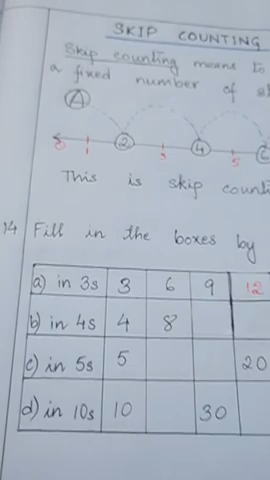 SKIP COUNTING
Skip counting means to
a fixed number of
A
0 1 2 3 4 5
This is skip
14 Fill in the boxes by
a) in 3s 3 6 9 12
b) in 4s 4 8
c) in 5s 5 20
d) in 10s 10 30